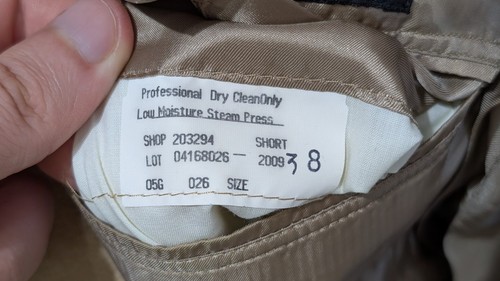 Professional Dry CleanOnly
Low Moisture Steam Press
SHOP 203294 SHORT
LOT 04168026 — 2009 38
05G 026 SIZE